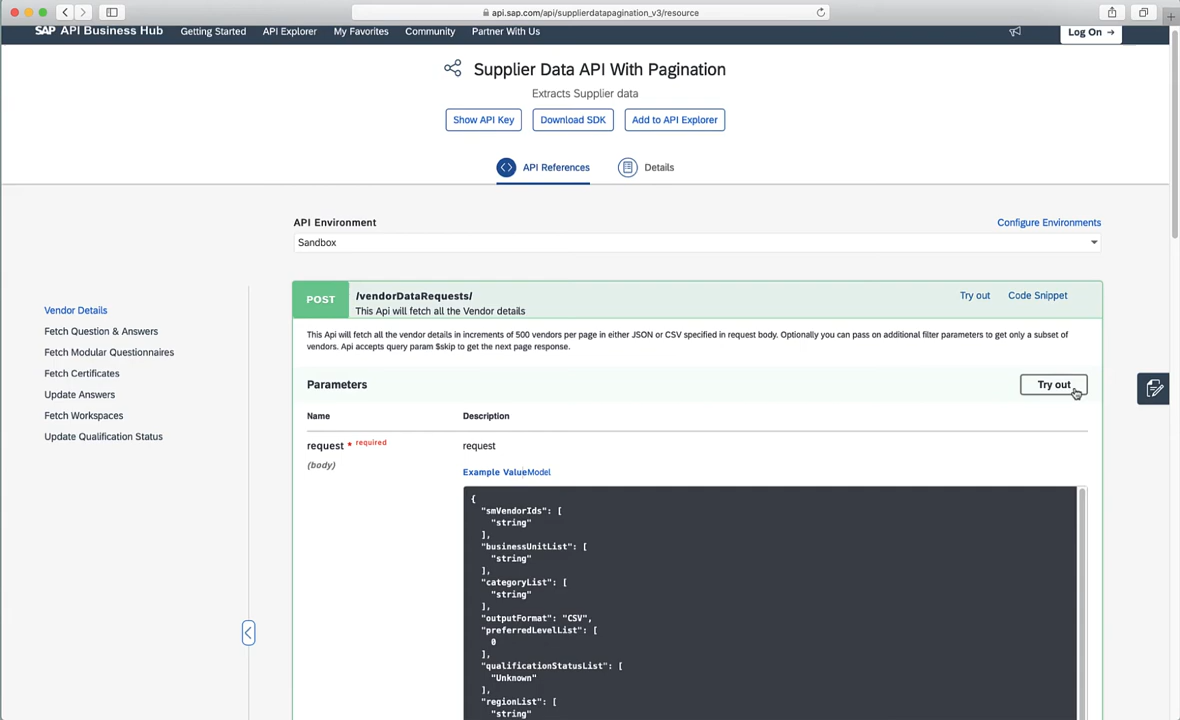 api.sap.com/api/supplierdatapagination_v3/resource
SAP API Business Hub
Getting Started
API Explorer
My Favorites
Community
Partner With Us
Log On →
Supplier Data API With Pagination
Extracts Supplier data
Show API Key
Download SDK
Add to API Explorer
API References
Details
API Environment
Configure Environments
Sandbox
Vendor Details
Fetch Question & Answers
Fetch Modular Questionnaires
Fetch Certificates
Update Answers
Fetch Workspaces
Update Qualification Status
POST
/vendorDataRequests/
This Api will fetch all the Vendor details
Try out
Code Snippet
This Api will fetch all the vendor details in increments of 500 vendors per page in either JSON or CSV specified in request body. Optionally you can pass on additional filter parameters to get only a subset of
vendors. Api accepts query param $skip to get the next page response.
Parameters
Try out
Name
Description
request * required
request
(body)
Example Value
Model
{
"smVendorIds": [
"string"
],
"businessUnitList": [
"string"
],
"categoryList": [
"string"
],
"outputFormat": "CSV",
"preferredLevelList": [
0
],
"qualificationStatusList": [
"Unknown"
],
"regionList": [
"string"